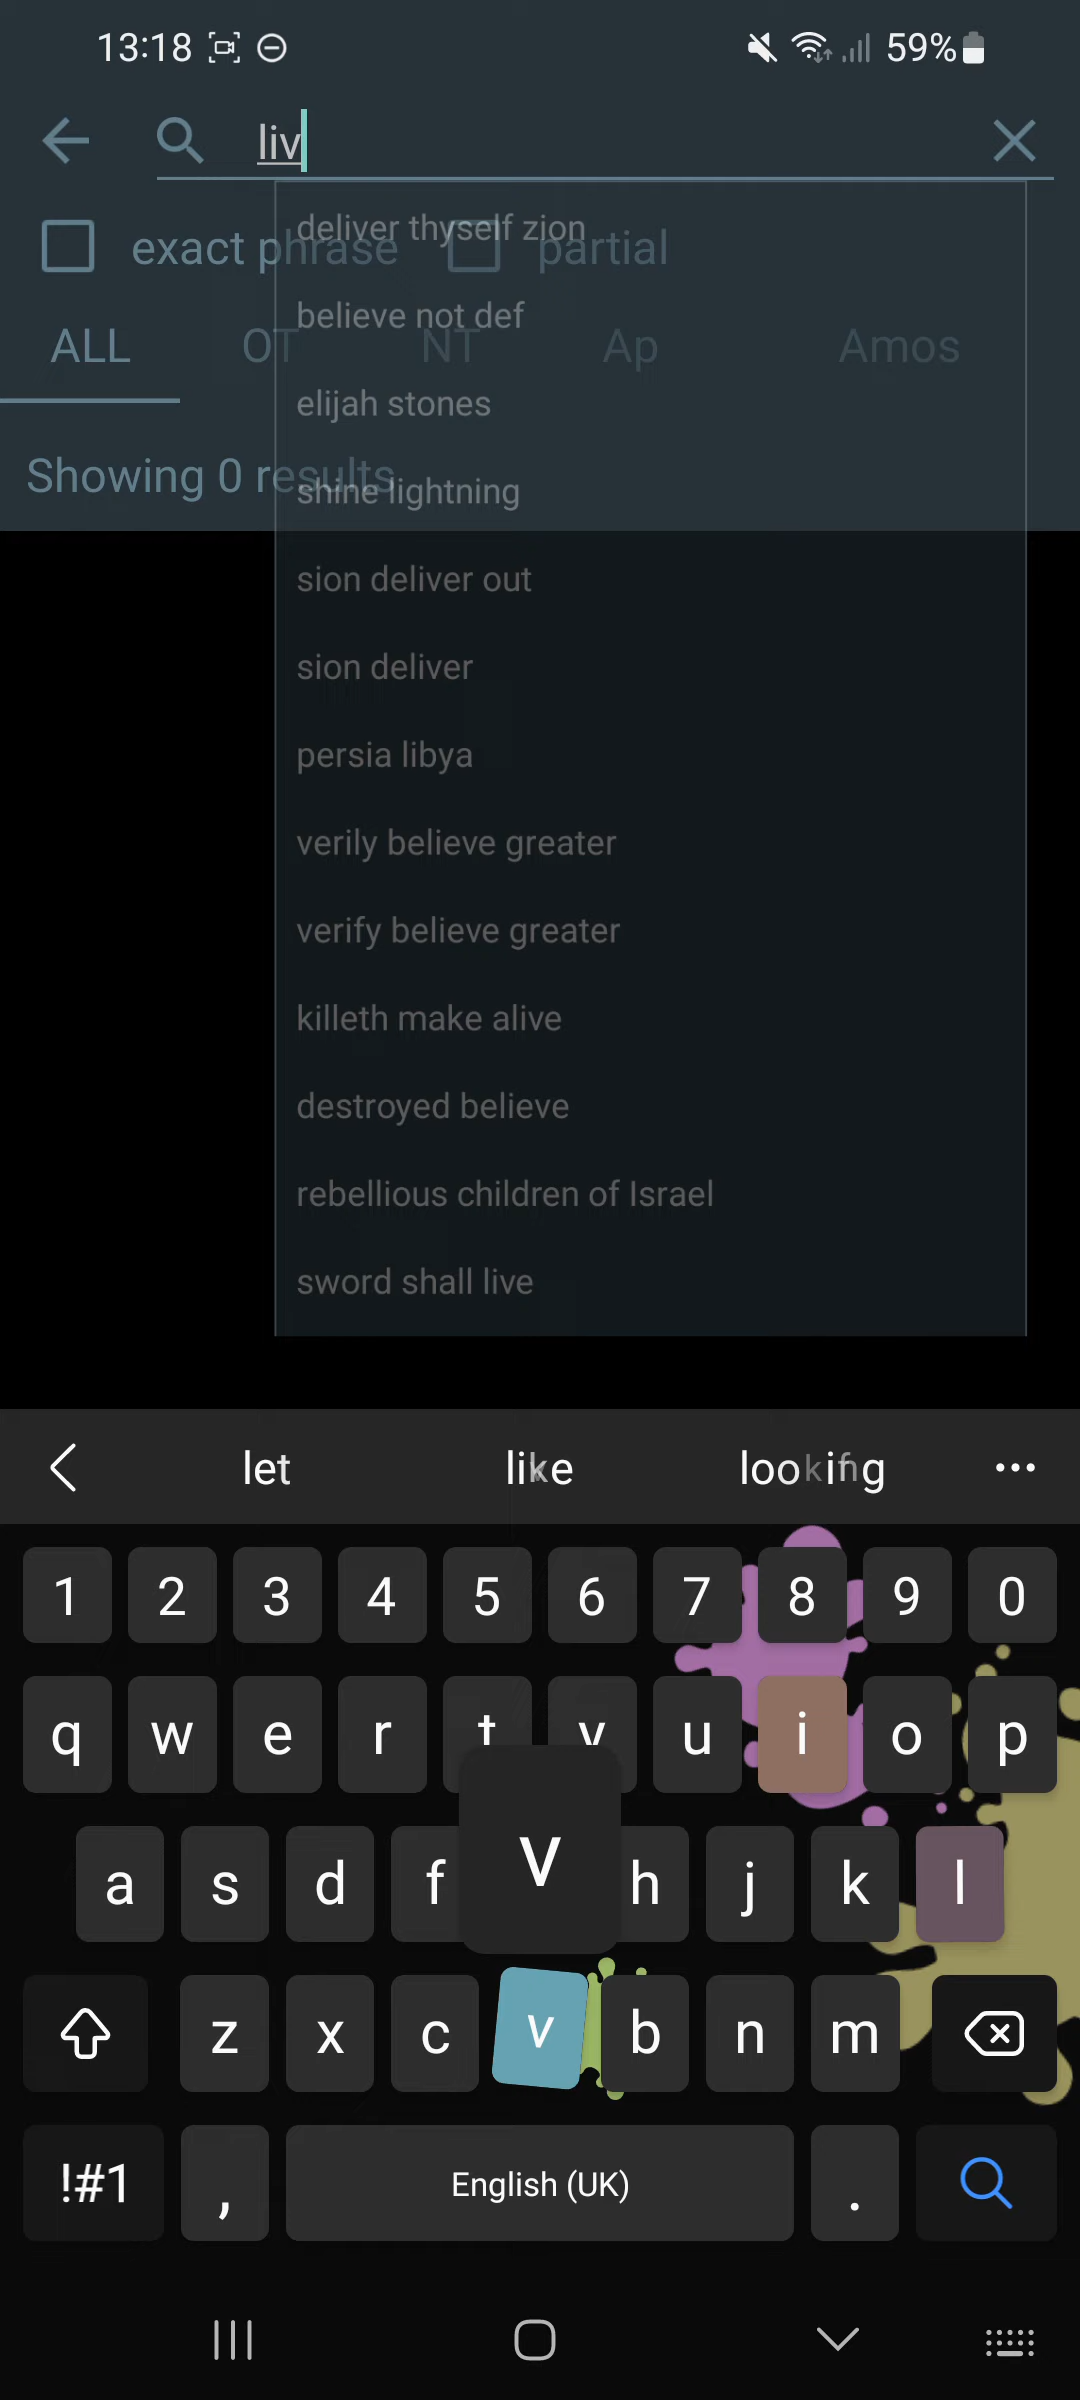 13:18 59%
liv
deliver thyself zion
exact phrase partial
believe not def
ALL OT NT Ap Amos
elijah stones
Showing 0 results
shine lightning
sion deliver out
sion deliver
persia libya
verily believe greater
verify believe greater
killeth make alive
destroyed believe
rebellious children of Israel
sword shall live
let like looking
1 2 3 4 5 6 7 8 9 0
q w e r t y u i o p
a s d f v h j k l
z x c v b n m
!#1 , English (UK) .